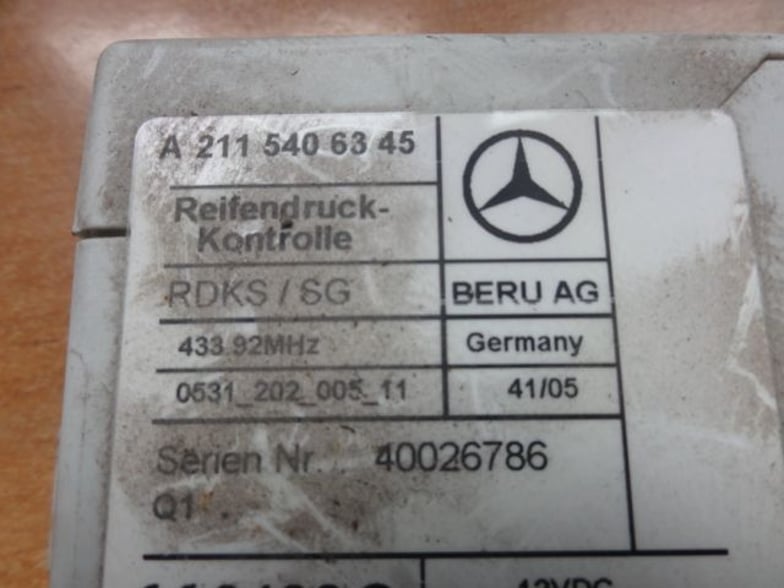 A 211 540 63 45
Reifendruck-
Kontrolle
RDKS / SG
BERU AG
433.92MHz
Germany
0531_202_005_11
41/05
Serien Nr. 40026786
Q1
12VDC